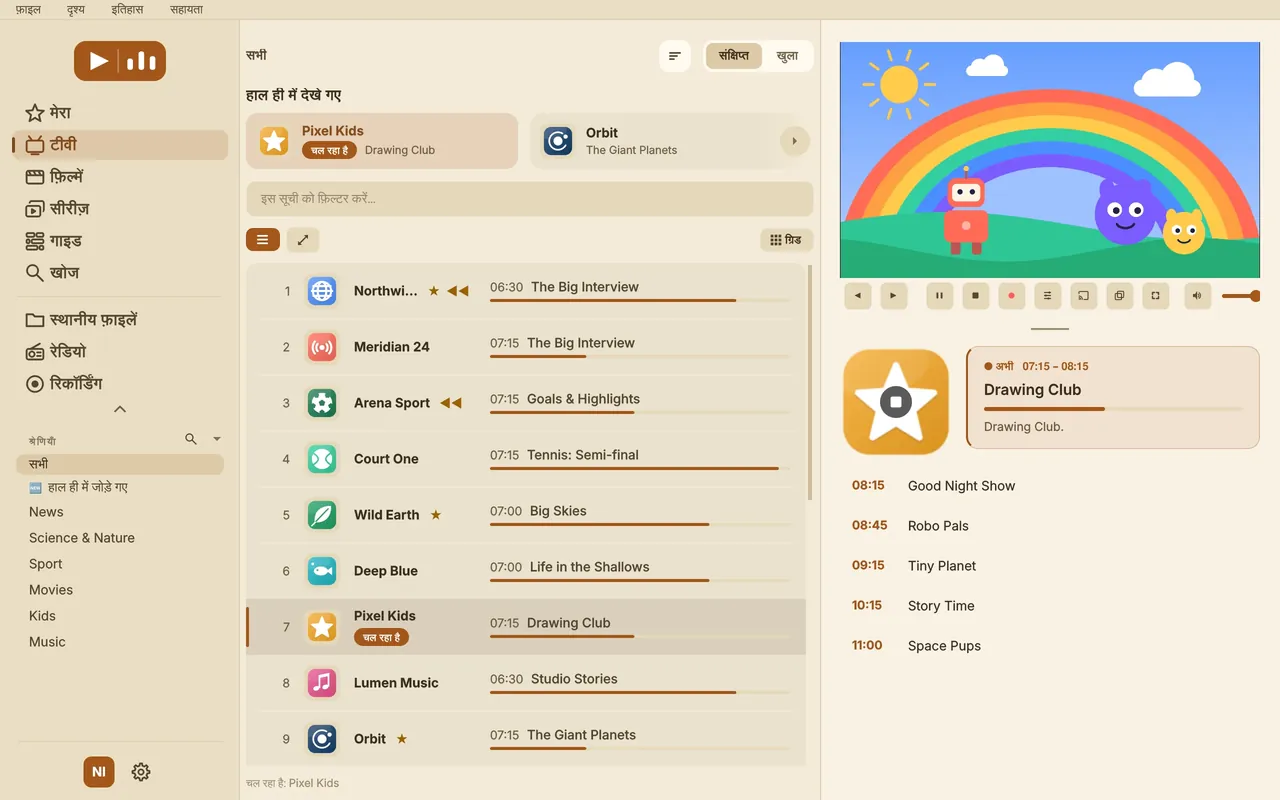 फ़ाइल दृश्य इतिहास सहायता
मेरा
टीवी
फ़िल्में
सीरीज़
गाइड
खोज
स्थानीय फ़ाइलें
रेडियो
रिकॉर्डिंग
श्रेणियाँ
सभी
🆕 हाल ही में जोड़े गए
News
Science & Nature
Sport
Movies
Kids
Music
NI
सभी
संक्षिप्त खुला
हाल ही में देखे गए
Pixel Kids
चल रहा है Drawing Club
Orbit
The Giant Planets
इस सूची को फ़िल्टर करें...
ग्रिड
1 Northwi... ★ ◀◀ 06:30 The Big Interview
2 Meridian 24 07:15 The Big Interview
3 Arena Sport ◀◀ 07:15 Goals & Highlights
4 Court One 07:15 Tennis: Semi-final
5 Wild Earth ★ 07:00 Big Skies
6 Deep Blue 07:00 Life in the Shallows
7 Pixel Kids 07:15 Drawing Club
चल रहा है
8 Lumen Music 06:30 Studio Stories
9 Orbit ★ 07:15 The Giant Planets
चल रहा है: Pixel Kids
● अभी 07:15 – 08:15
Drawing Club
Drawing Club.
08:15 Good Night Show
08:45 Robo Pals
09:15 Tiny Planet
10:15 Story Time
11:00 Space Pups